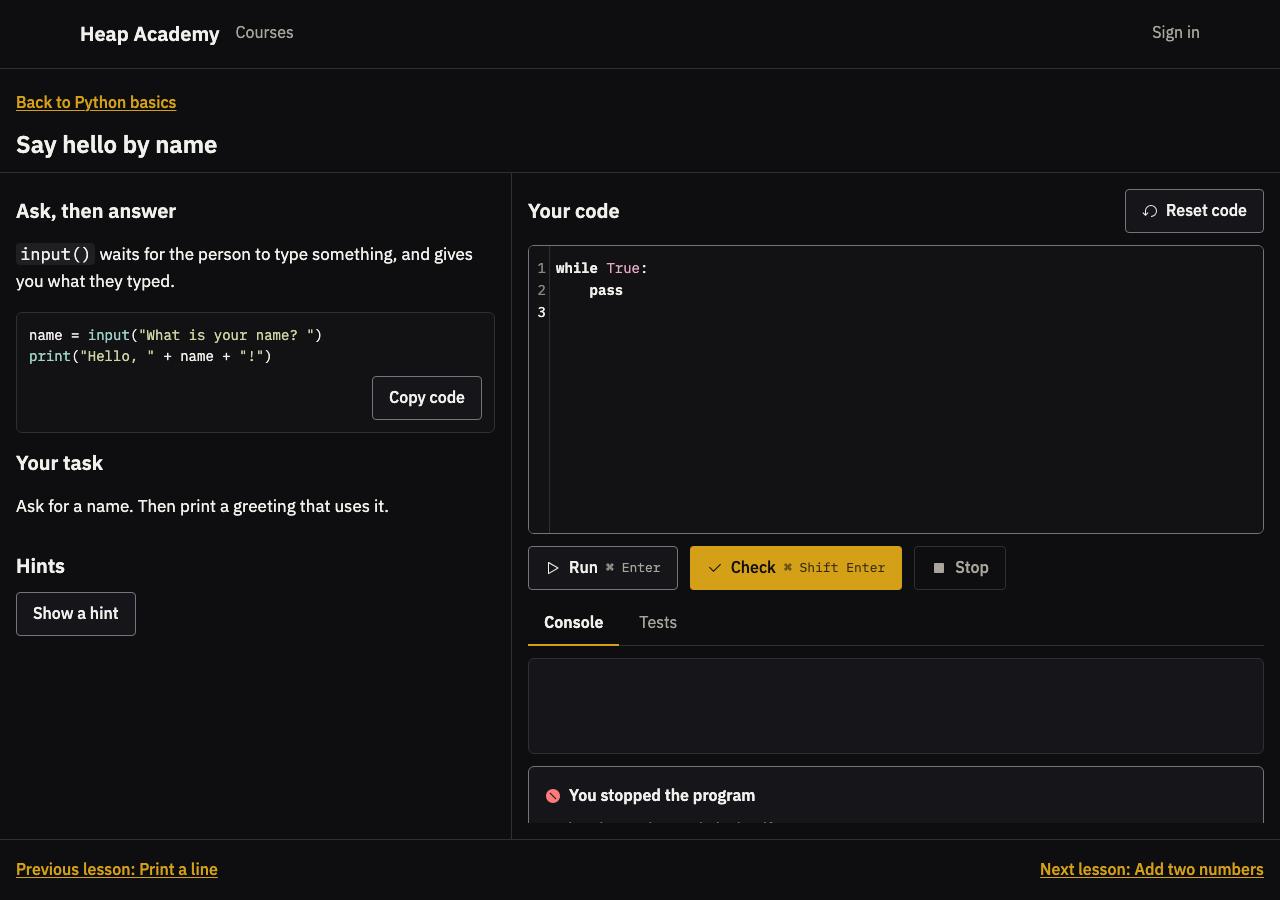 Heap Academy Courses Sign in
Back to Python basics
Say hello by name
Ask, then answer
input() waits for the person to type something, and gives
you what they typed.
name = input("What is your name? ")
print("Hello, " + name + "!")
Copy code
Your task
Ask for a name. Then print a greeting that uses it.
Hints
Show a hint
Your code
Reset code
1 while True:
2 pass
3
Run ⌘ Enter
Check ⌘ Shift Enter
Stop
Console Tests
You stopped the program
Previous lesson: Print a line
Next lesson: Add two numbers